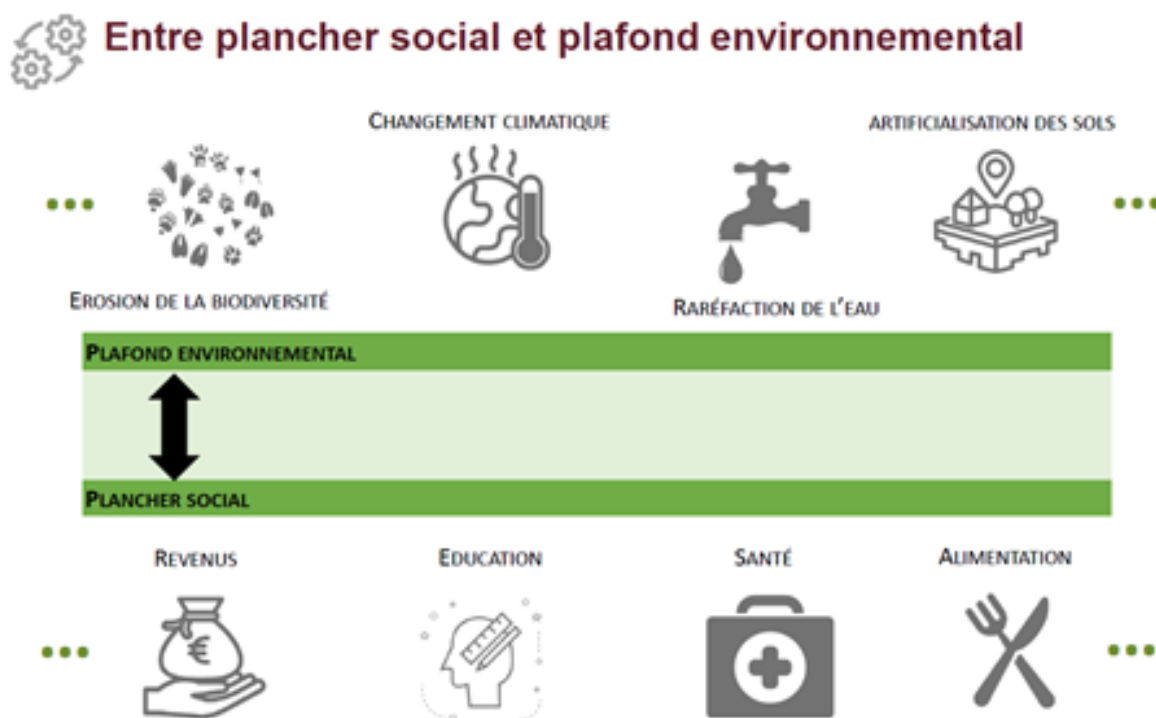 Entre plancher social et plafond environnemental
CHANGEMENT CLIMATIQUE
ARTIFICIALISATION DES SOLS
EROSION DE LA BIODIVERSITÉ
RARÉFACTION DE L'EAU
PLAFOND ENVIRONNEMENTAL
PLANCHER SOCIAL
REVENUS
EDUCATION
SANTÉ
ALIMENTATION
€